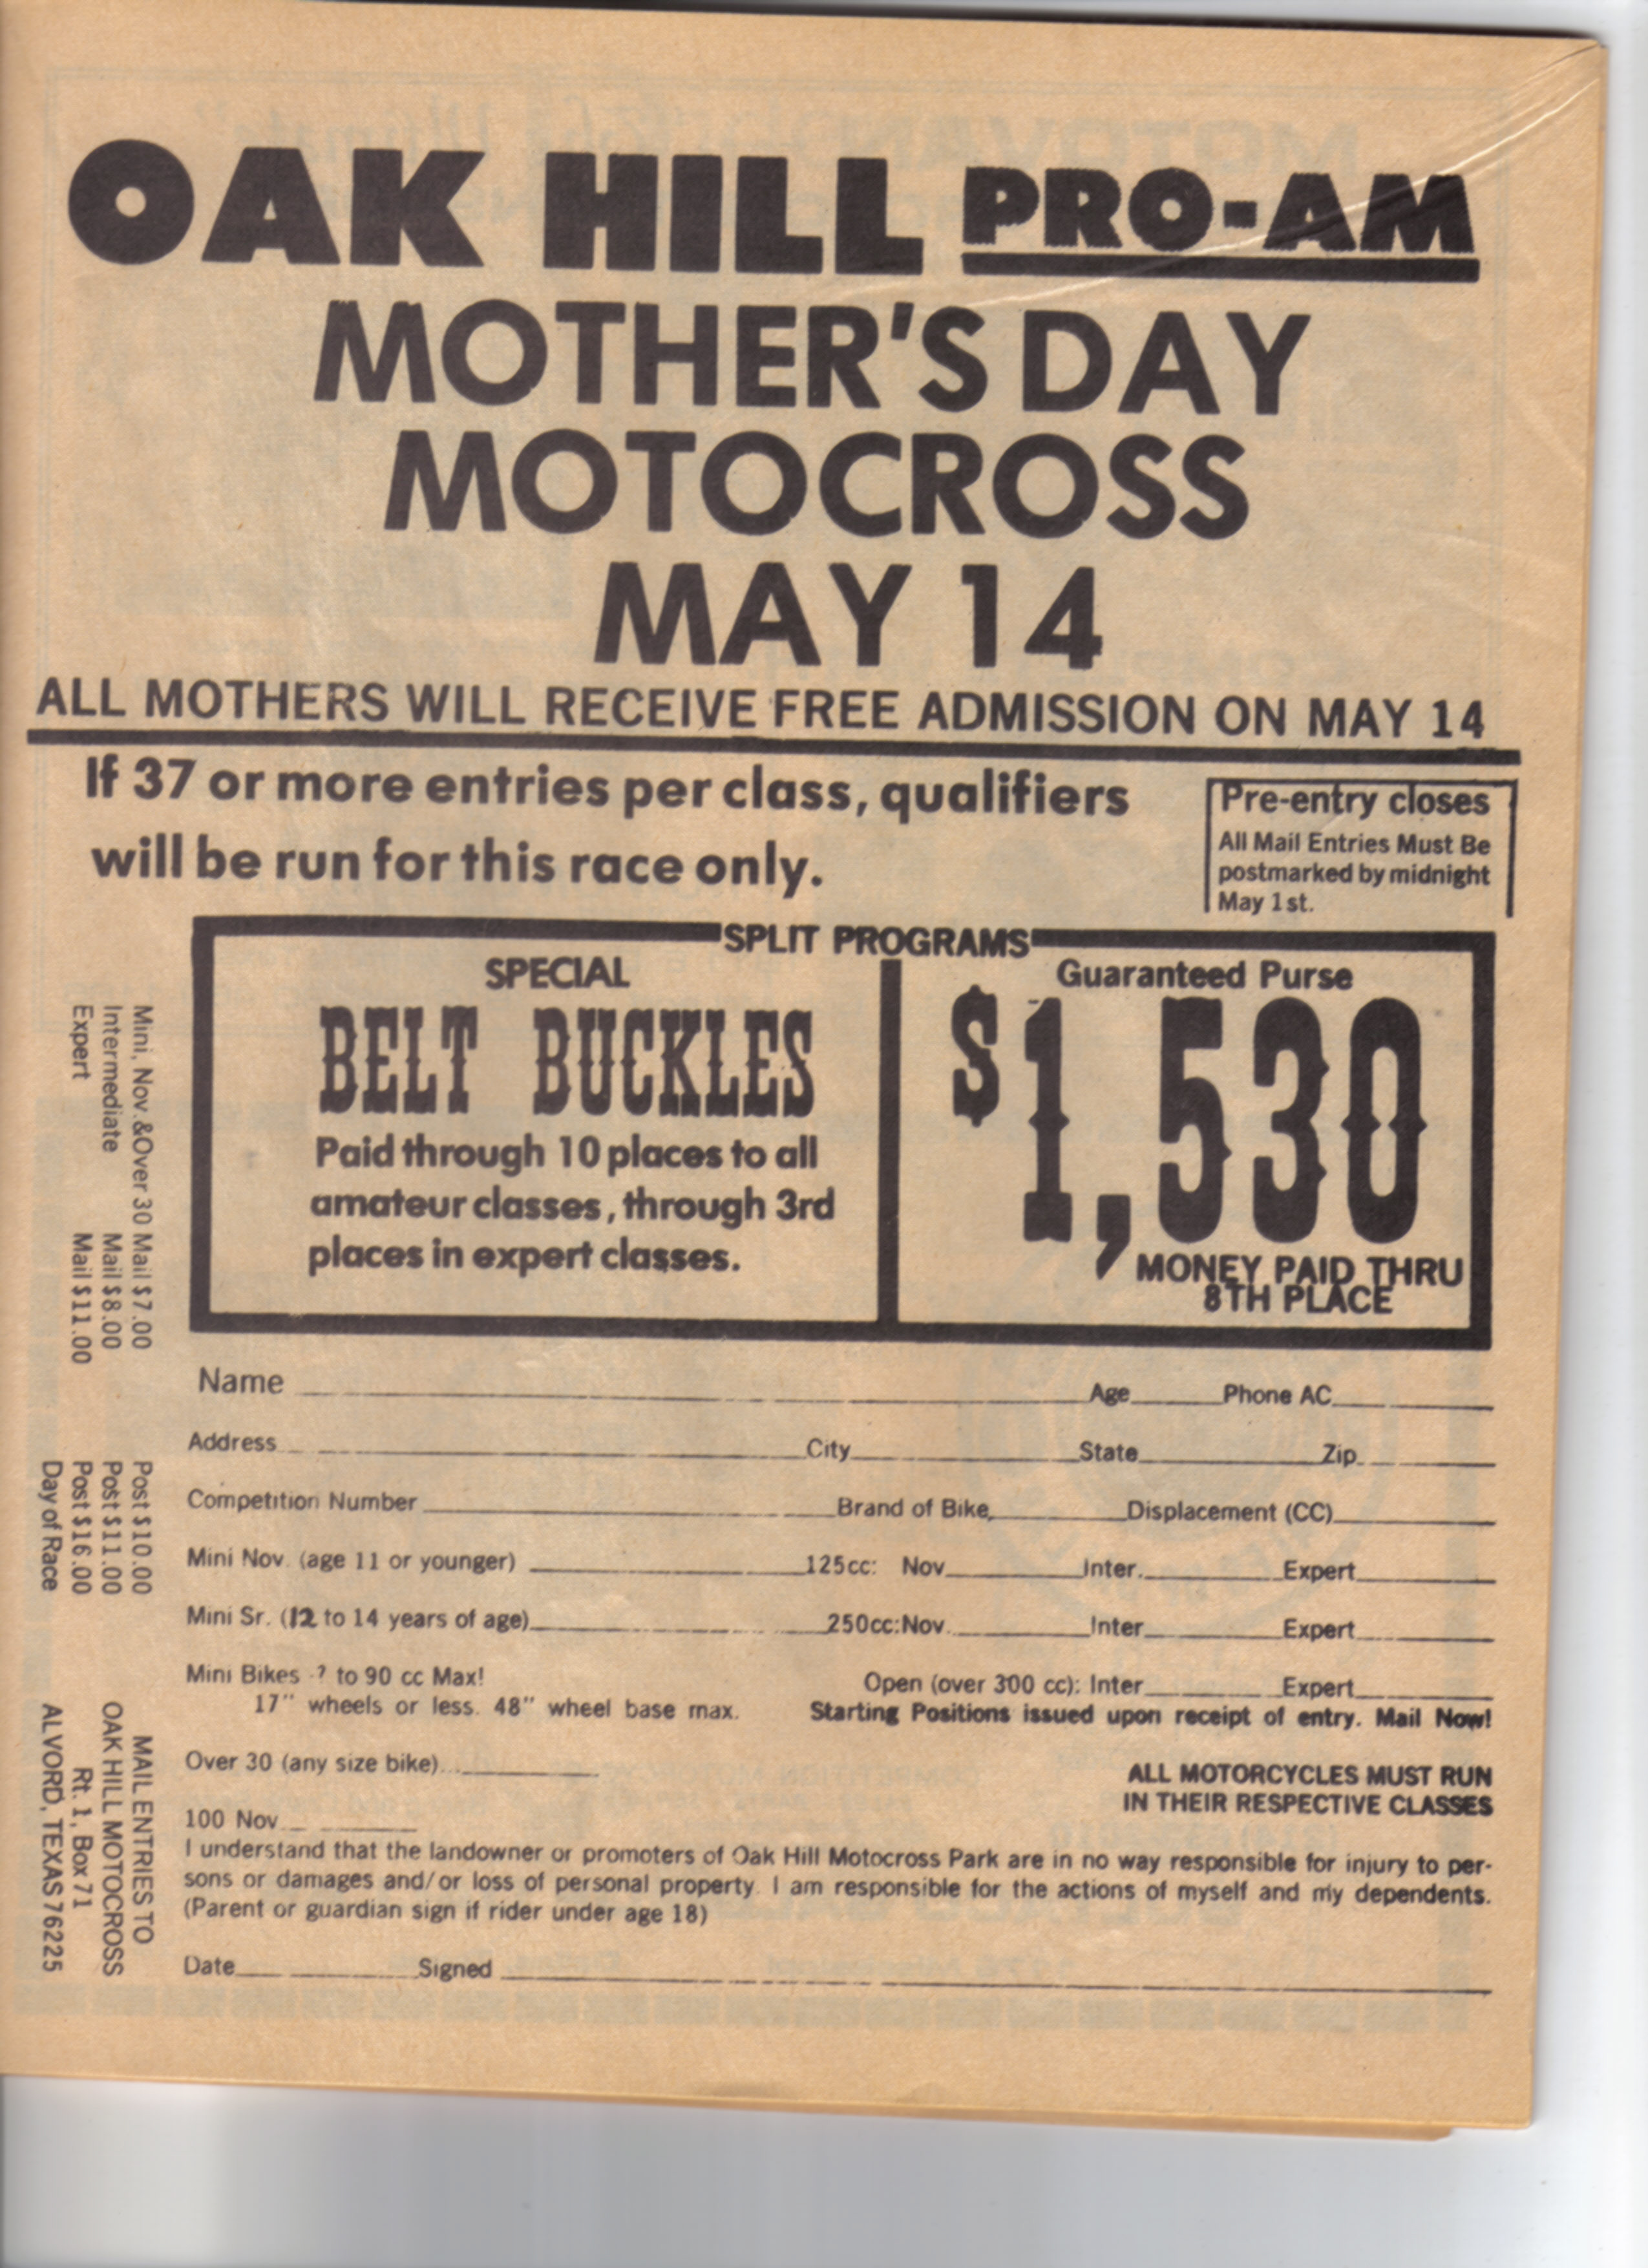 OAK HILL PRO-AM
MOTHER'S DAY
MOTOCROSS
MAY 14
ALL MOTHERS WILL RECEIVE FREE ADMISSION ON MAY 14
If 37 or more entries per class, qualifiers
will be run for this race only.
Pre-entry closes
All Mail Entries Must Be
postmarked by midnight
May 1st.
SPLIT PROGRAMS
SPECIAL
BELT BUCKLES
Paid through 10 places to all
amateur classes, through 3rd
places in expert classes.
Guaranteed Purse
$1,530
MONEY PAID THRU
8TH PLACE
Mini, Nov.&Over 30 Mail $7.00 Post $10.00
Intermediate Mail $8.00 Post $11.00
Expert Mail $11.00 Post $16.00
Day of Race
MAIL ENTRIES TO
OAK HILL MOTOCROSS
Rt. 1, Box 71
ALVORD, TEXAS 76225
Name Age Phone AC
Address City State Zip
Competition Number Brand of Bike Displacement (CC)
Mini Nov. (age 11 or younger) 125cc: Nov. Inter. Expert
Mini Sr. (12 to 14 years of age) 250cc: Nov. Inter. Expert
Mini Bikes -? to 90 cc Max! Open (over 300 cc): Inter Expert
17" wheels or less. 48" wheel base max. Starting Positions issued upon receipt of entry. Mail Now!
Over 30 (any size bike) ALL MOTORCYCLES MUST RUN
IN THEIR RESPECTIVE CLASSES
100 Nov
I understand that the landowner or promoters of Oak Hill Motocross Park are in no way responsible for injury to per-
sons or damages and/or loss of personal property. I am responsible for the actions of myself and my dependents.
(Parent or guardian sign if rider under age 18)
Date Signed